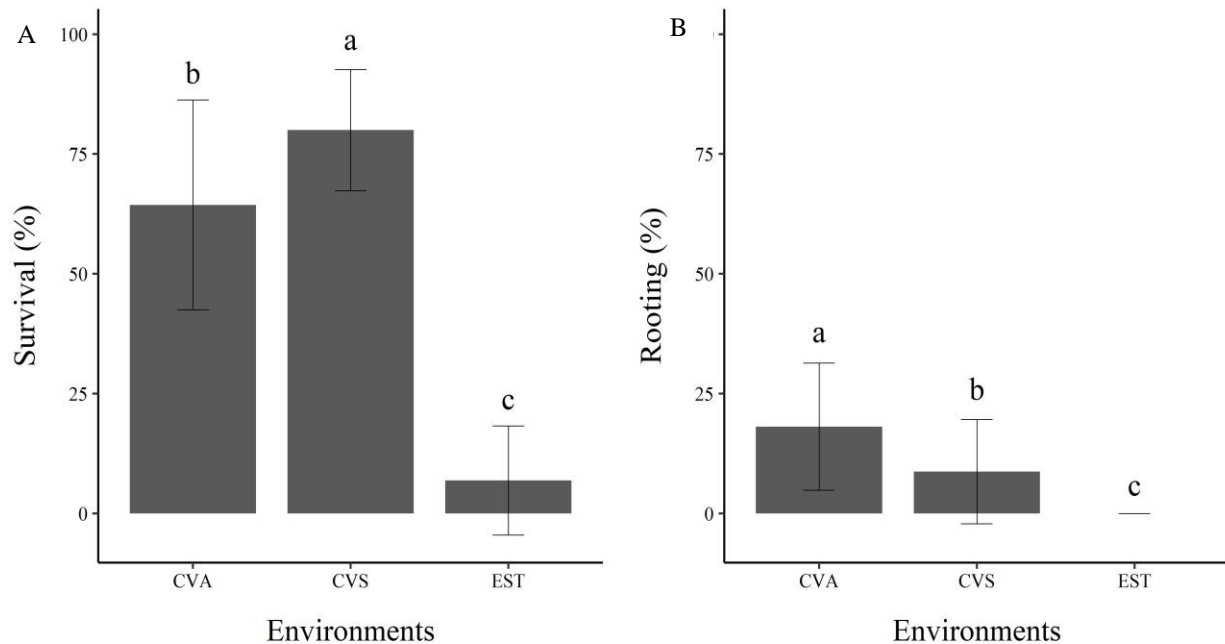 A
100
75
50
25
0
Survival (%)
b
a
c
CVA
CVS
EST
Environments
B
100
75
50
25
0
Rooting (%)
a
b
c
CVA
CVS
EST
Environments